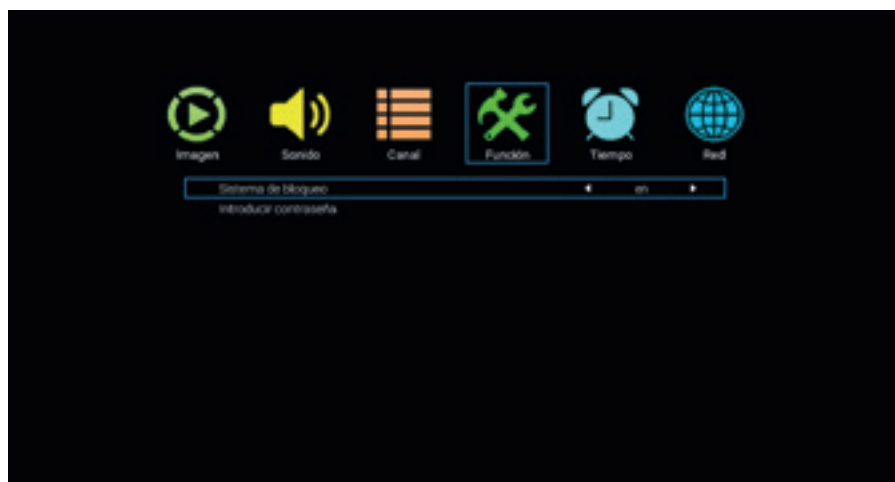 Imagen Sonido Canal Función Tiempo Red
Sistema de bloqueo en
Introducir contraseña